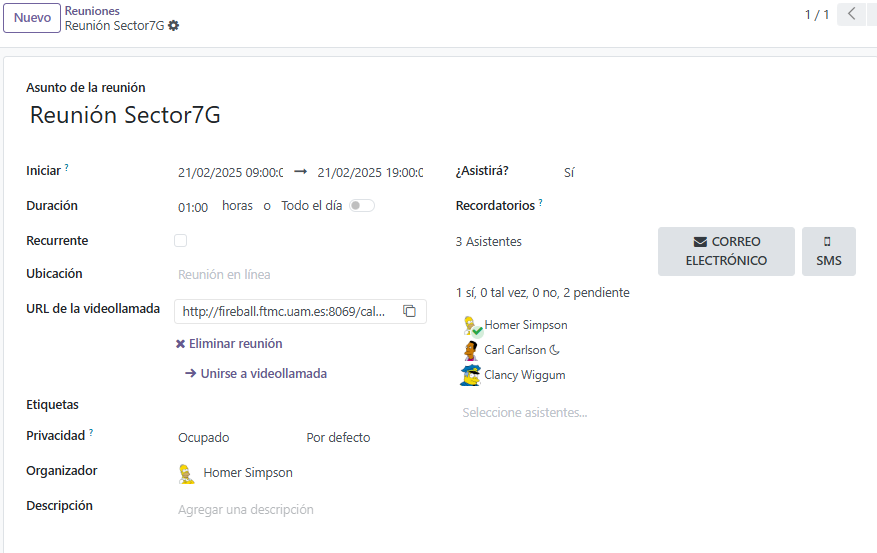 Nuevo
Reuniones
Reunión Sector7G
1 / 1
Asunto de la reunión
Reunión Sector7G
Iniciar ?
21/02/2025 09:00:0 → 21/02/2025 19:00:0
Duración
01:00 horas o Todo el día
Recurrente
Ubicación
Reunión en línea
URL de la videollamada
http://fireball.ftmc.uam.es:8069/cal...
Eliminar reunión
Unirse a videollamada
Etiquetas
Privacidad ?
Ocupado Por defecto
Organizador
Homer Simpson
Descripción
Agregar una descripción
¿Asistirá?
Sí
Recordatorios ?
3 Asistentes
CORREO
ELECTRÓNICO
SMS
1 sí, 0 tal vez, 0 no, 2 pendiente
Homer Simpson
Carl Carlson
Clancy Wiggum
Seleccione asistentes...